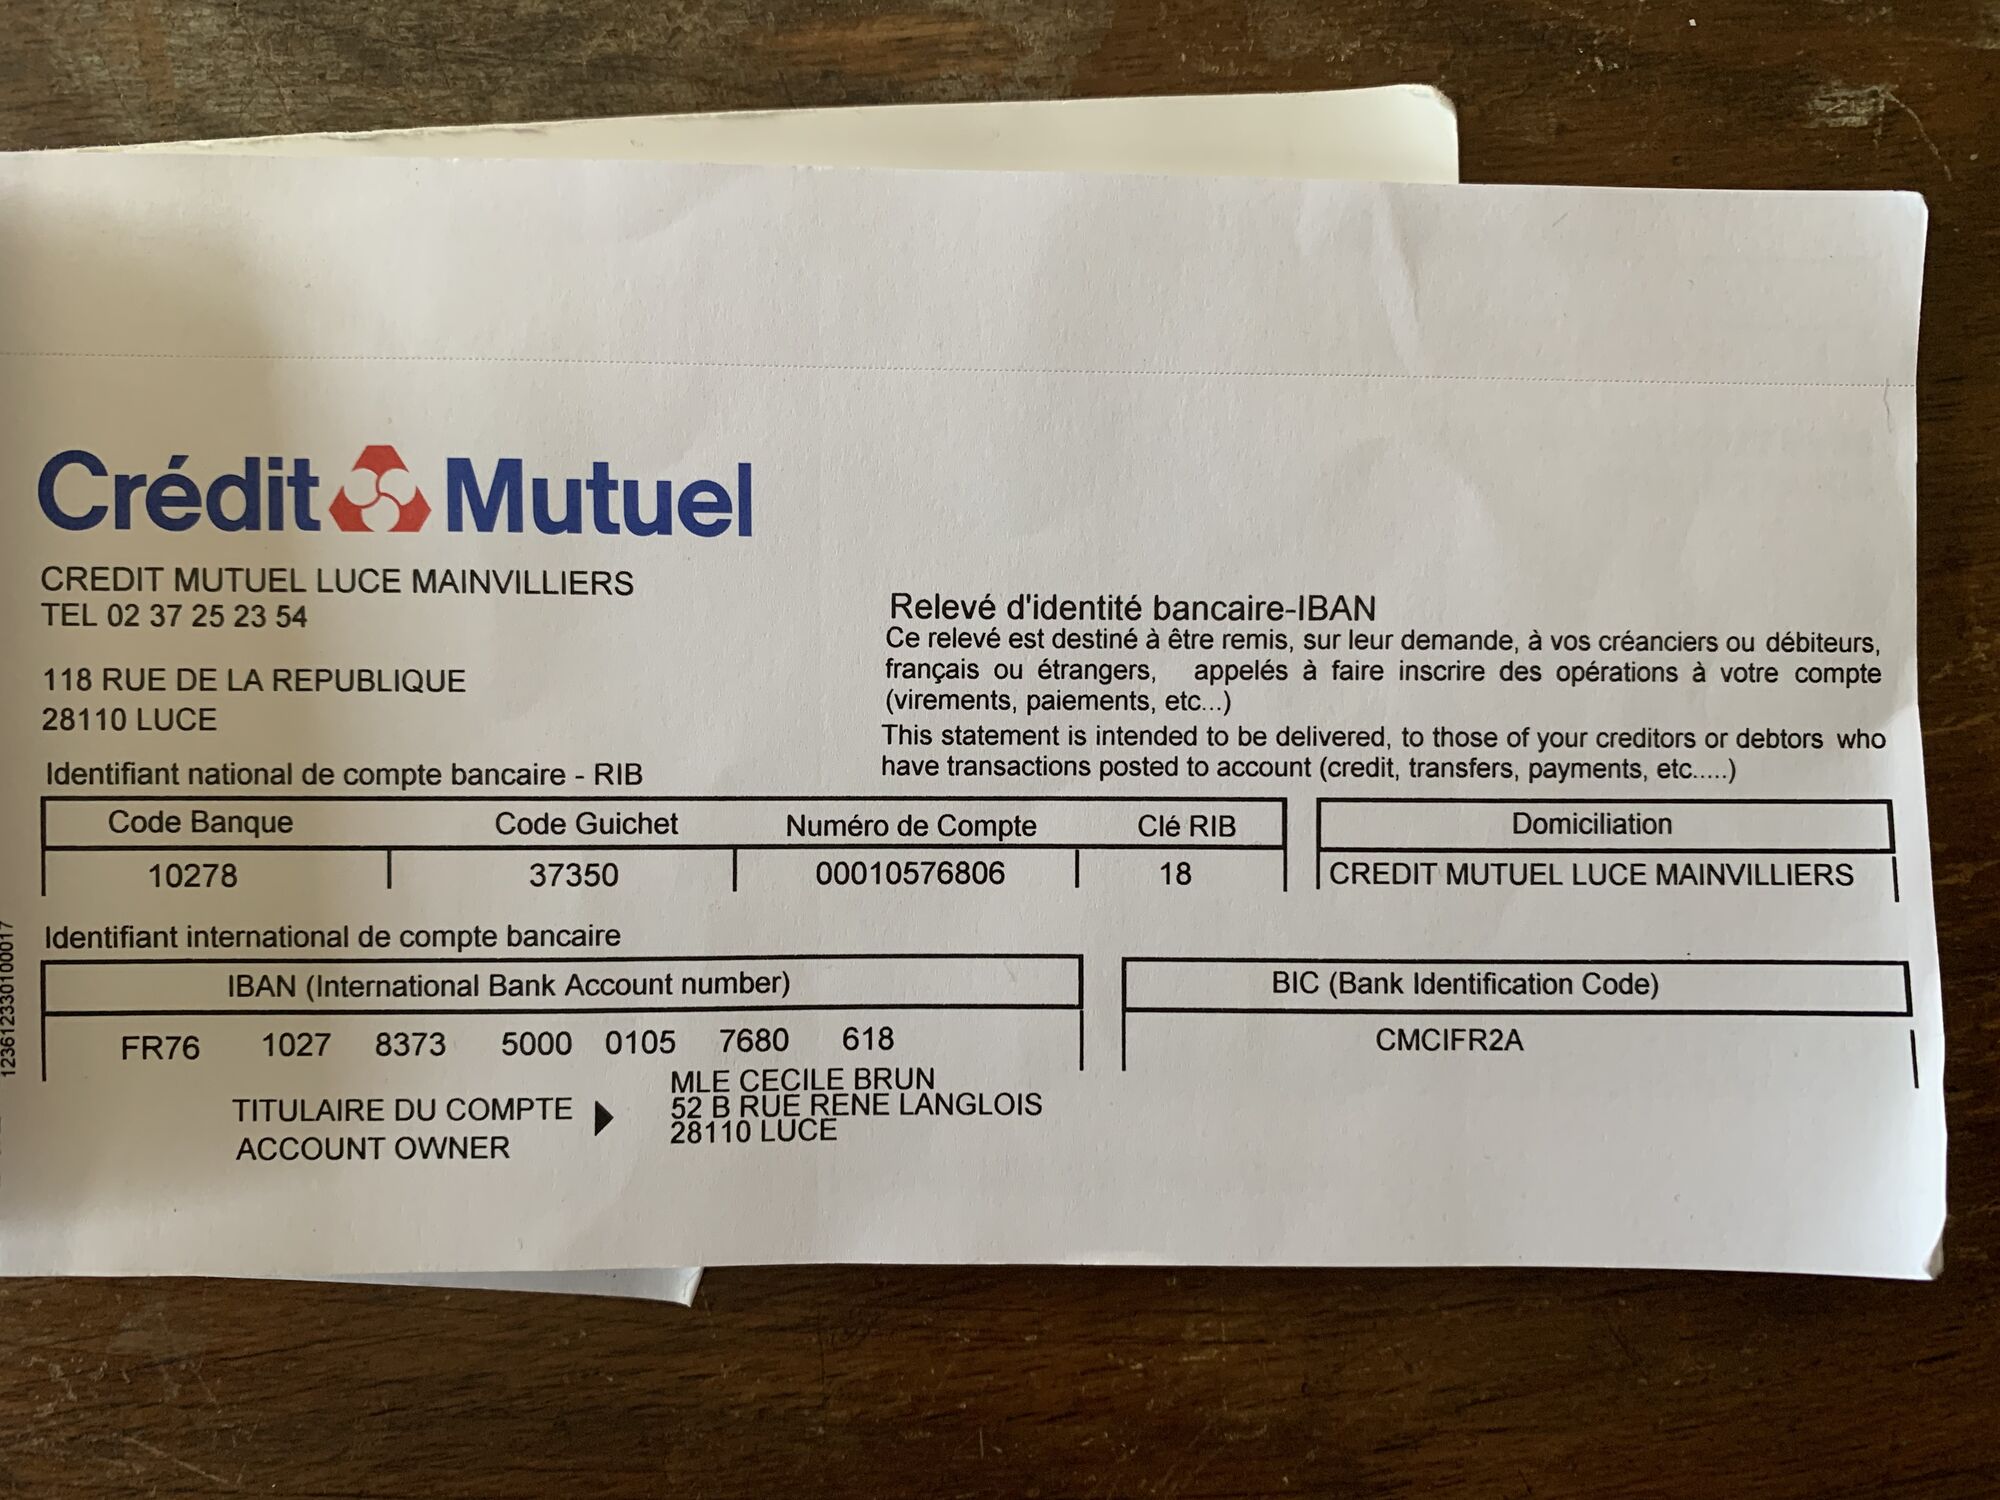 Crédit Mutuel
CREDIT MUTUEL LUCE MAINVILLIERS
TEL 02 37 25 23 54
118 RUE DE LA REPUBLIQUE
28110 LUCE
Relevé d'identité bancaire-IBAN
Ce relevé est destiné à être remis, sur leur demande, à vos créanciers ou débiteurs,
français ou étrangers, appelés à faire inscrire des opérations à votre compte
(virements, paiements, etc...)
This statement is intended to be delivered, to those of your creditors or debtors who
have transactions posted to account (credit, transfers, payments, etc.....)
Identifiant national de compte bancaire - RIB
Code Banque Code Guichet Numéro de Compte Clé RIB Domiciliation
10278 37350 00010576806 18 CREDIT MUTUEL LUCE MAINVILLIERS
Identifiant international de compte bancaire
IBAN (International Bank Account number) BIC (Bank Identification Code)
FR76 1027 8373 5000 0105 7680 618 CMCIFR2A
TITULAIRE DU COMPTE
ACCOUNT OWNER
MLE CECILE BRUN
52 B RUE RENE LANGLOIS
28110 LUCE
123612330100017